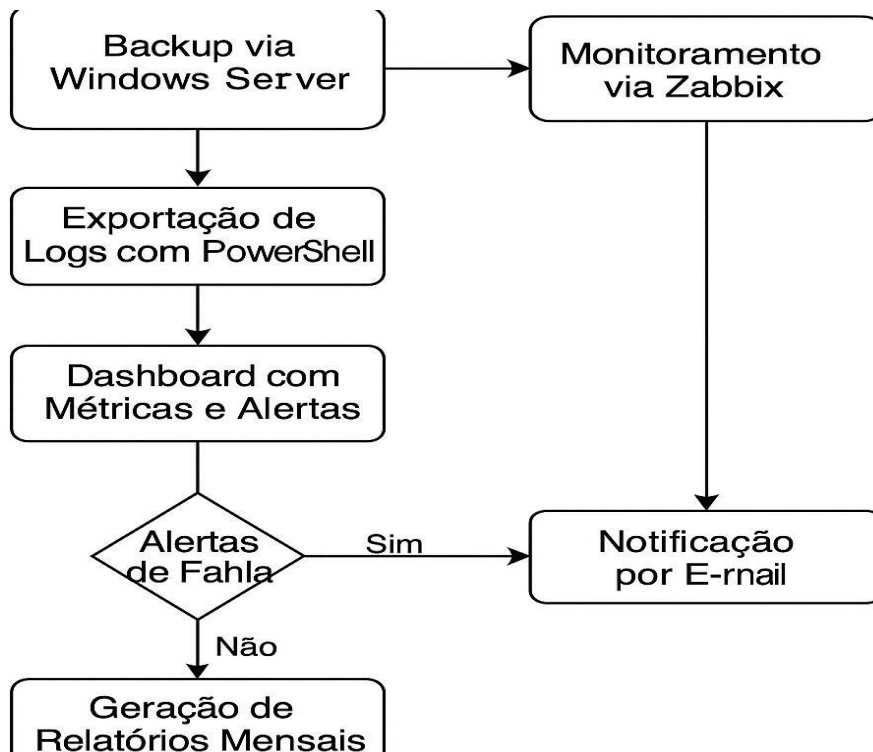 Backup via
Windows Server
Monitoramento
via Zabbix
Exportação de
Logs com PowerShell
Dashboard com
Métricas e Alertas
Alertas
de Fahla
Sim
Notificação
por E-rnail
Não
Geração de
Relatórios Mensais